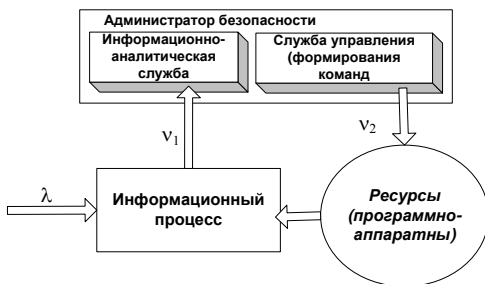 Администратор безопасности
Информационно-
аналитическая
служба
Служба управления
(формирования
команд
ν1
ν2
λ
Информационный
процесс
Ресурсы
(программно-
аппаратны)